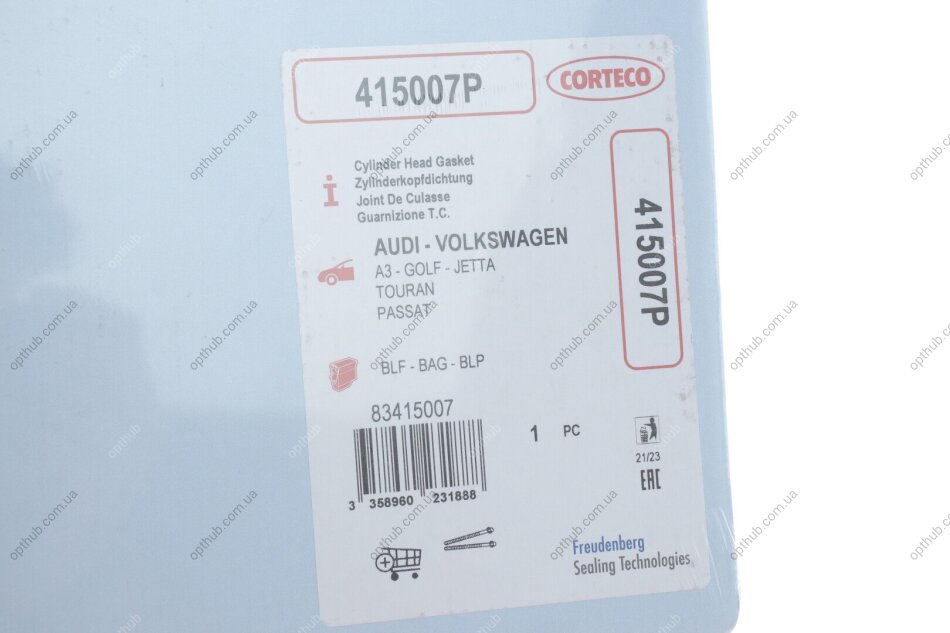 415007P
CORTECO
Cylinder Head Gasket
Zylinderkopfdichtung
Joint De Culasse
Guarnizione T.C.
415007P
AUDI - VOLKSWAGEN
A3 - GOLF - JETTA
TOURAN
PASSAT
BLF - BAG - BLP
83415007
1 PC
3 358960 231888
21/23
EAC
Freudenberg
Sealing Technologies
opthub.com.ua